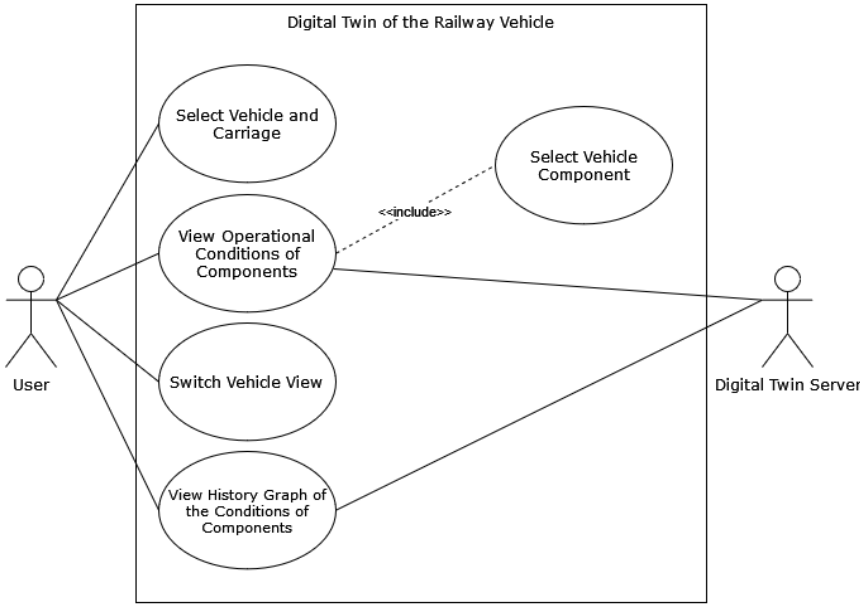 Digital Twin of the Railway Vehicle
Select Vehicle and
Carriage
Select Vehicle
Component
<<include>>
View Operational
Conditions of
Components
User
Digital Twin Server
Switch Vehicle View
View History Graph of
the Conditions of
Components